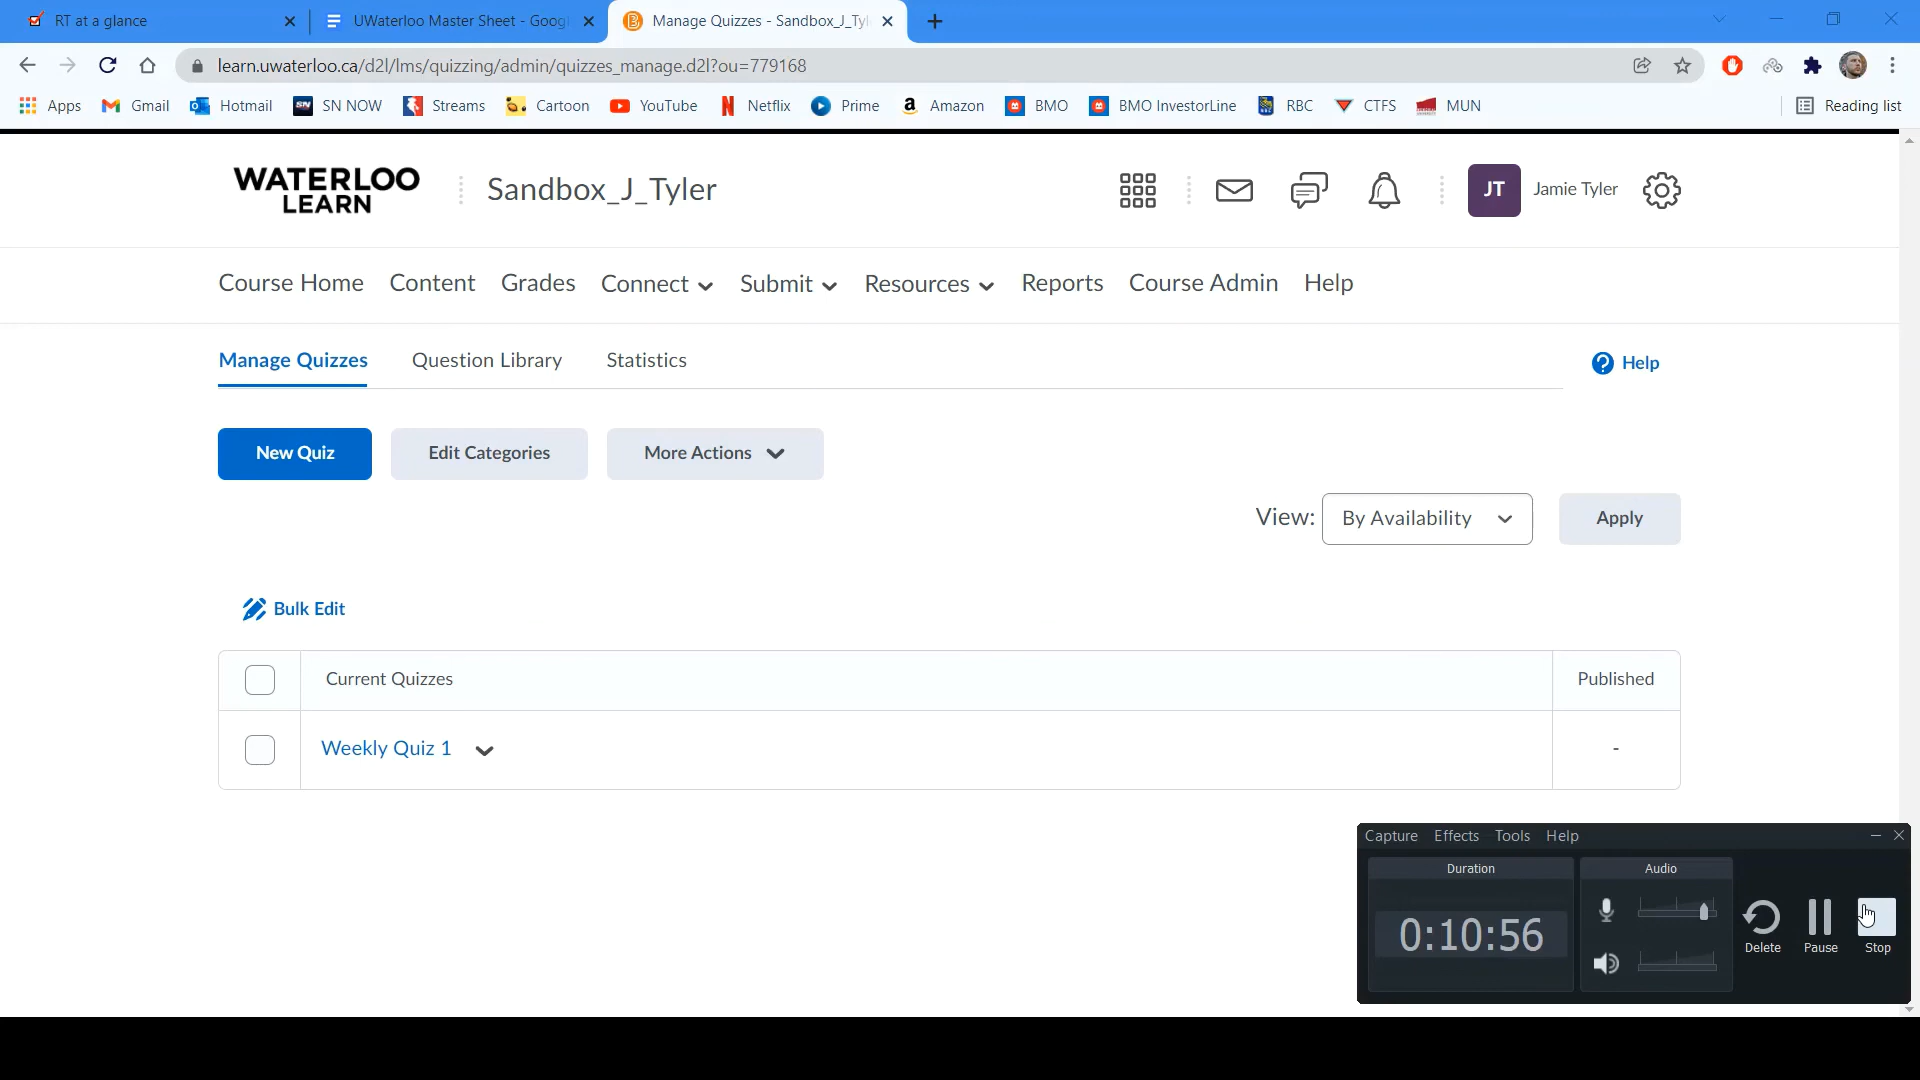 RT at a glance
UWaterloo Master Sheet - Goog
Manage Quizzes - Sandbox_J_Tyl
learn.uwaterloo.ca/d2l/lms/quizzing/admin/quizzes_manage.d2l?ou=779168
Apps Gmail Hotmail SN NOW Streams Cartoon YouTube Netflix Prime Amazon BMO BMO InvestorLine RBC CTFS MUN Reading list
WATERLOO
LEARN
Sandbox_J_Tyler
JT Jamie Tyler
Course Home Content Grades Connect Submit Resources Reports Course Admin Help
Manage Quizzes Question Library Statistics Help
New Quiz Edit Categories More Actions
View: By Availability Apply
Bulk Edit
Current Quizzes Published
Weekly Quiz 1 -
Capture Effects Tools Help
Duration Audio
0:10:56
Delete Pause Stop